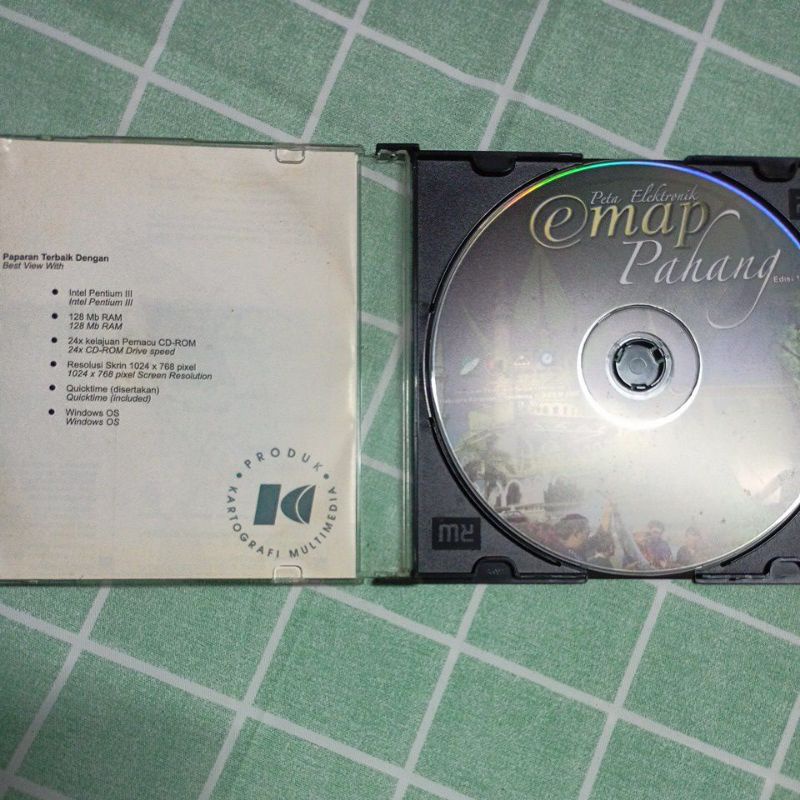 Paparan Terbaik Dengan
Best View With
Intel Pentium III
Intel Pentium III
128 Mb RAM
128 Mb RAM
24x kelajuan Pemacu CD-ROM
24x CD-ROM Drive speed
Resolusi Skrin 1024 x 768 pixel
1024 x 768 pixel Screen Resolution
Quicktime (disertakan)
Quicktime (included)
Windows OS
Windows OS
• PRODUK •
KARTOGRAFI MULTIMEDIA
Peta Elektronik
emap
Pahang
Edisi